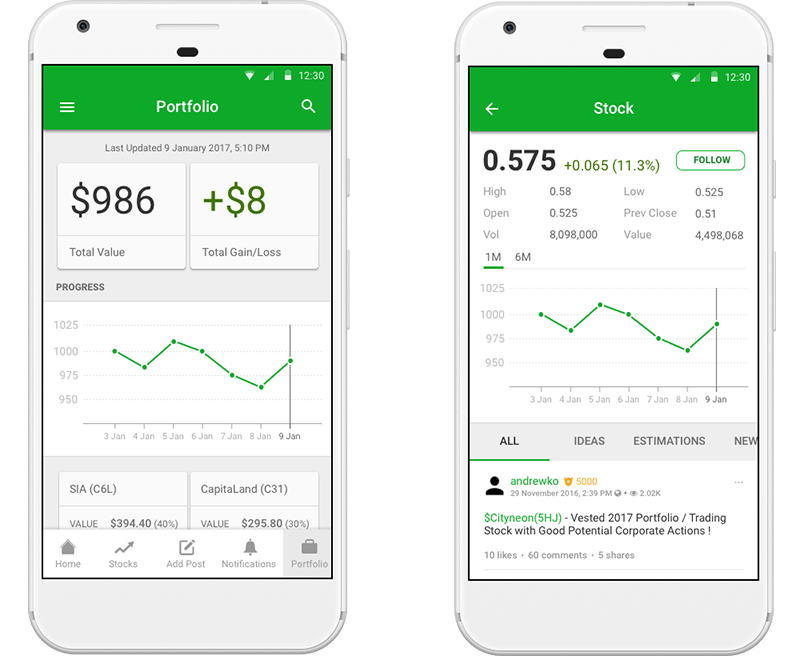 12:30
Portfolio
Last Updated 9 January 2017, 5:10 PM
$986
+$8
Total Value
Total Gain/Loss
PROGRESS
1025
1000
975
950
3 Jan 4 Jan 5 Jan 6 Jan 7 Jan 8 Jan 9 Jan
SIA (C6L)
CapitaLand (C31)
VALUE $394.40 (40%)
VALUE $295.80 (30%)
Home Stocks Add Post Notifications Portfolio
12:30
Stock
0.575 +0.065 (11.3%) FOLLOW
High 0.58 Low 0.525
Open 0.525 Prev Close 0.51
Vol 8,098,000 Value 4,498,068
1M 6M
1025
1000
975
950
3 Jan 4 Jan 5 Jan 6 Jan 7 Jan 8 Jan 9 Jan
ALL IDEAS ESTIMATIONS NEW
andrewko 5000
29 November 2016, 2:39 PM • 2.02K
$Cityneon(5HJ) - Vested 2017 Portfolio / Trading
Stock with Good Potential Corporate Actions !
10 likes • 60 comments • 5 shares